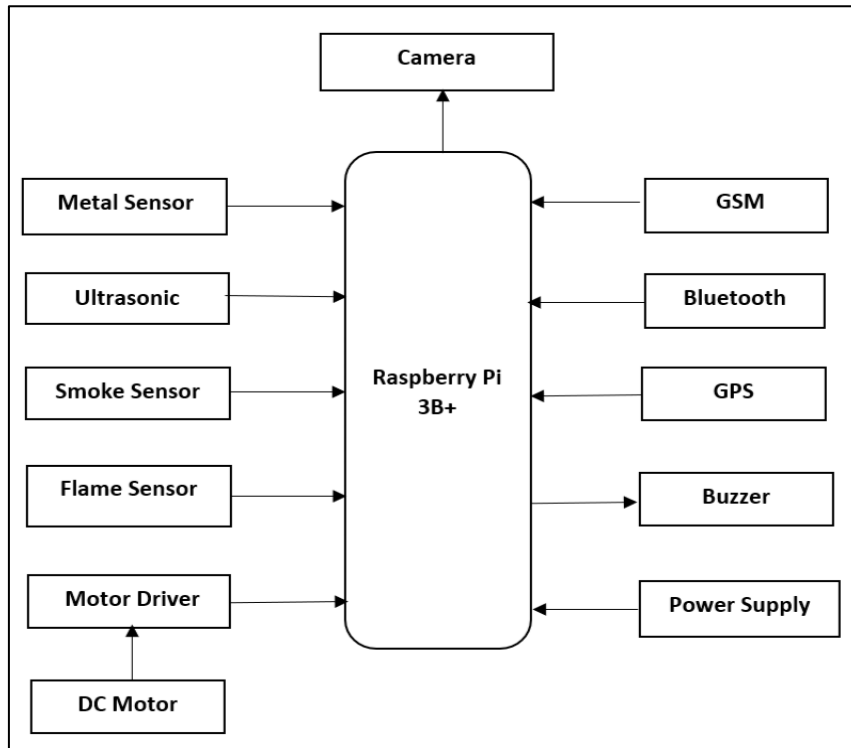 Camera
Metal Sensor
GSM
Ultrasonic
Bluetooth
Smoke Sensor
Raspberry Pi
3B+
GPS
Flame Sensor
Buzzer
Motor Driver
Power Supply
DC Motor